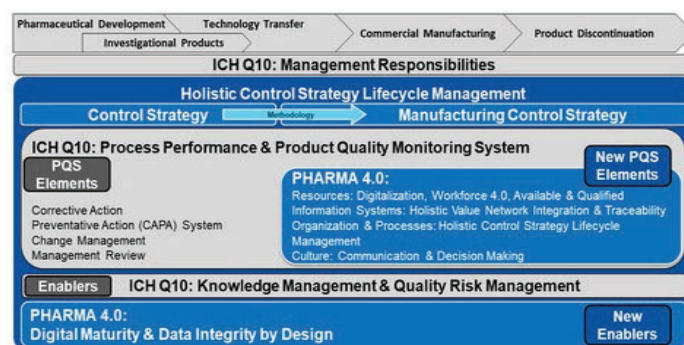 Pharmaceutical Development
Technology Transfer
Commercial Manufacturing
Product Discontinuation
Investigational Products
ICH Q10: Management Responsibilities
Holistic Control Strategy Lifecycle Management
Control Strategy
Methodology
Manufacturing Control Strategy
ICH Q10: Process Performance & Product Quality Monitoring System
PQS
Elements
New PQS
Elements
Corrective Action
Preventative Action (CAPA) System
Change Management
Management Review
PHARMA 4.0:
Resources: Digitalization, Workforce 4.0, Available & Qualified
Information Systems: Holistic Value Network Integration & Traceability
Organization & Processes: Holistic Control Strategy Lifecycle
Management
Culture: Communication & Decision Making
Enablers
ICH Q10: Knowledge Management & Quality Risk Management
PHARMA 4.0:
Digital Maturity & Data Integrity by Design
New
Enablers